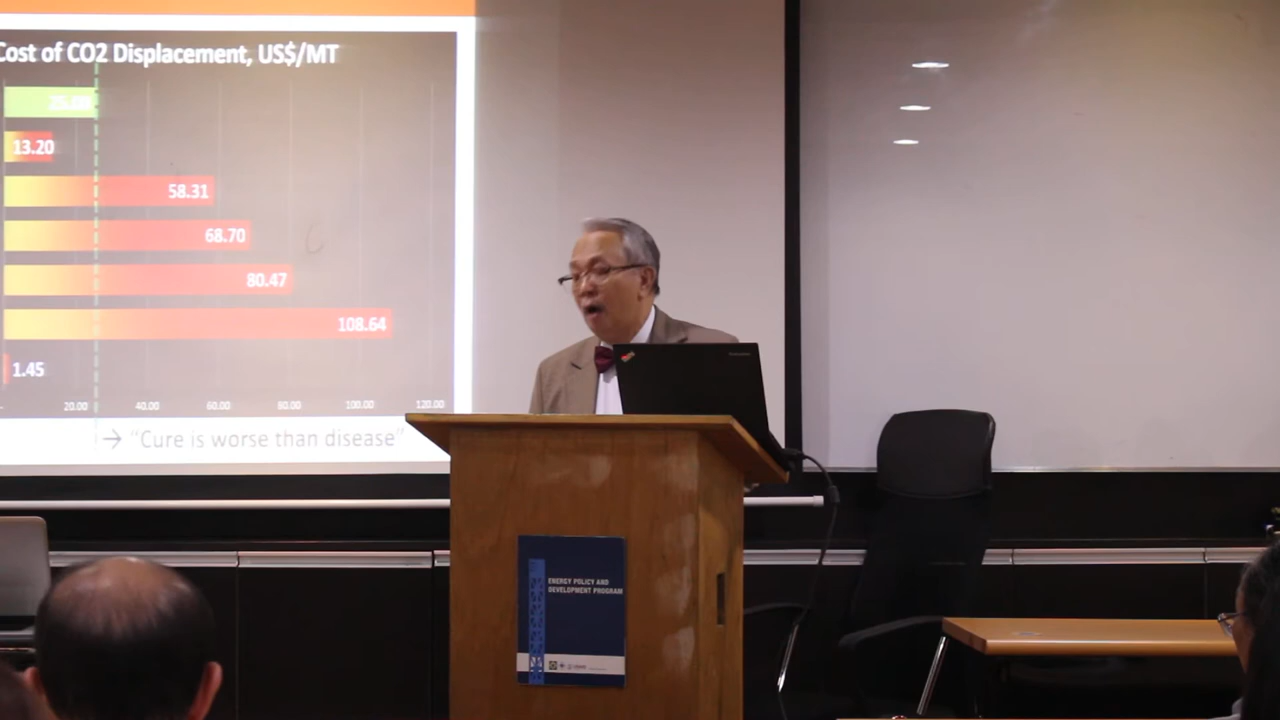 Cost of CO2 Displacement, US$/MT
13.20
58.31
68.70
80.47
108.64
1.45
20.00 40.00 60.00 80.00 100.00 120.00
→ "Cure is worse than disease"
ENERGY POLICY AND
DEVELOPMENT PROGRAM